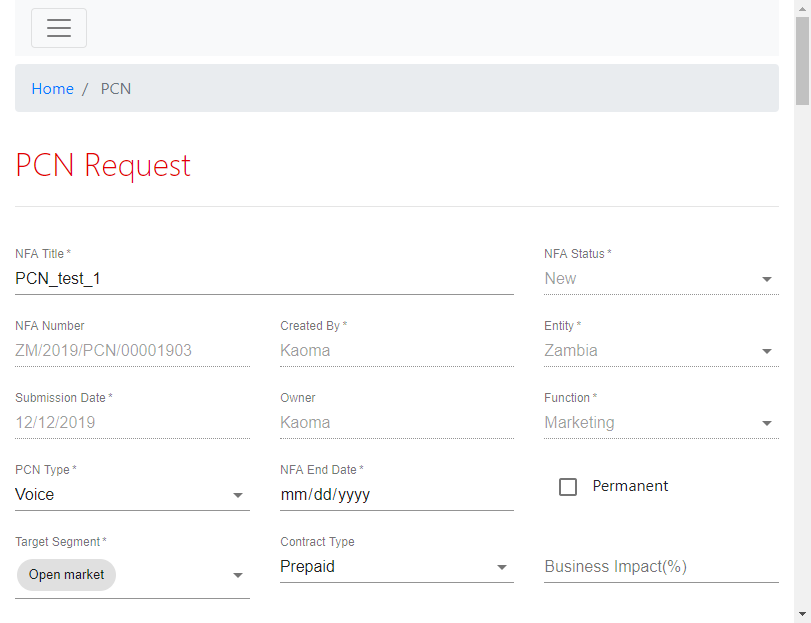 Home / PCN
PCN Request
NFA Title * NFA Status *
PCN_test_1 New
NFA Number Created By * Entity *
ZM/2019/PCN/00001903 Kaoma Zambia
Submission Date * Owner Function *
12/12/2019 Kaoma Marketing
PCN Type * NFA End Date *
Voice mm/dd/yyyy Permanent
Target Segment * Contract Type
Open market Prepaid Business Impact(%)